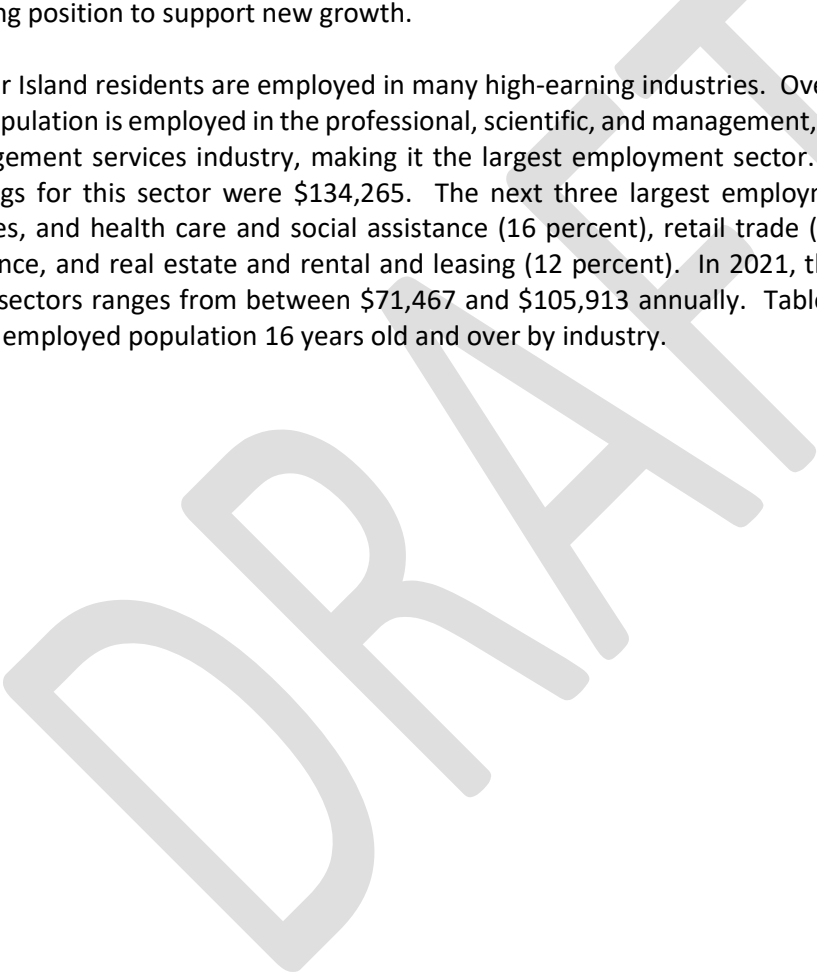 ng position to support new growth.
r Island residents are employed in many high-earning industries. Ove
pulation is employed in the professional, scientific, and management,
gement services industry, making it the largest employment sector.
gs for this sector were $134,265. The next three largest employm
es, and health care and social assistance (16 percent), retail trade (
nce, and real estate and rental and leasing (12 percent). In 2021, th
sectors ranges from between $71,467 and $105,913 annually. Table
employed population 16 years old and over by industry.
DRAFT